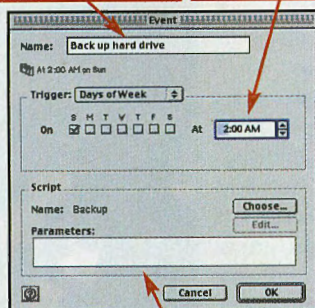 Event
Name: Back up hard drive
At 2:00 AM on Sun
Trigger: Days of Week
S M T W T F S
On At 2:00 AM
Script
Name: Backup Choose...
Edit...
Parameters:
Cancel OK